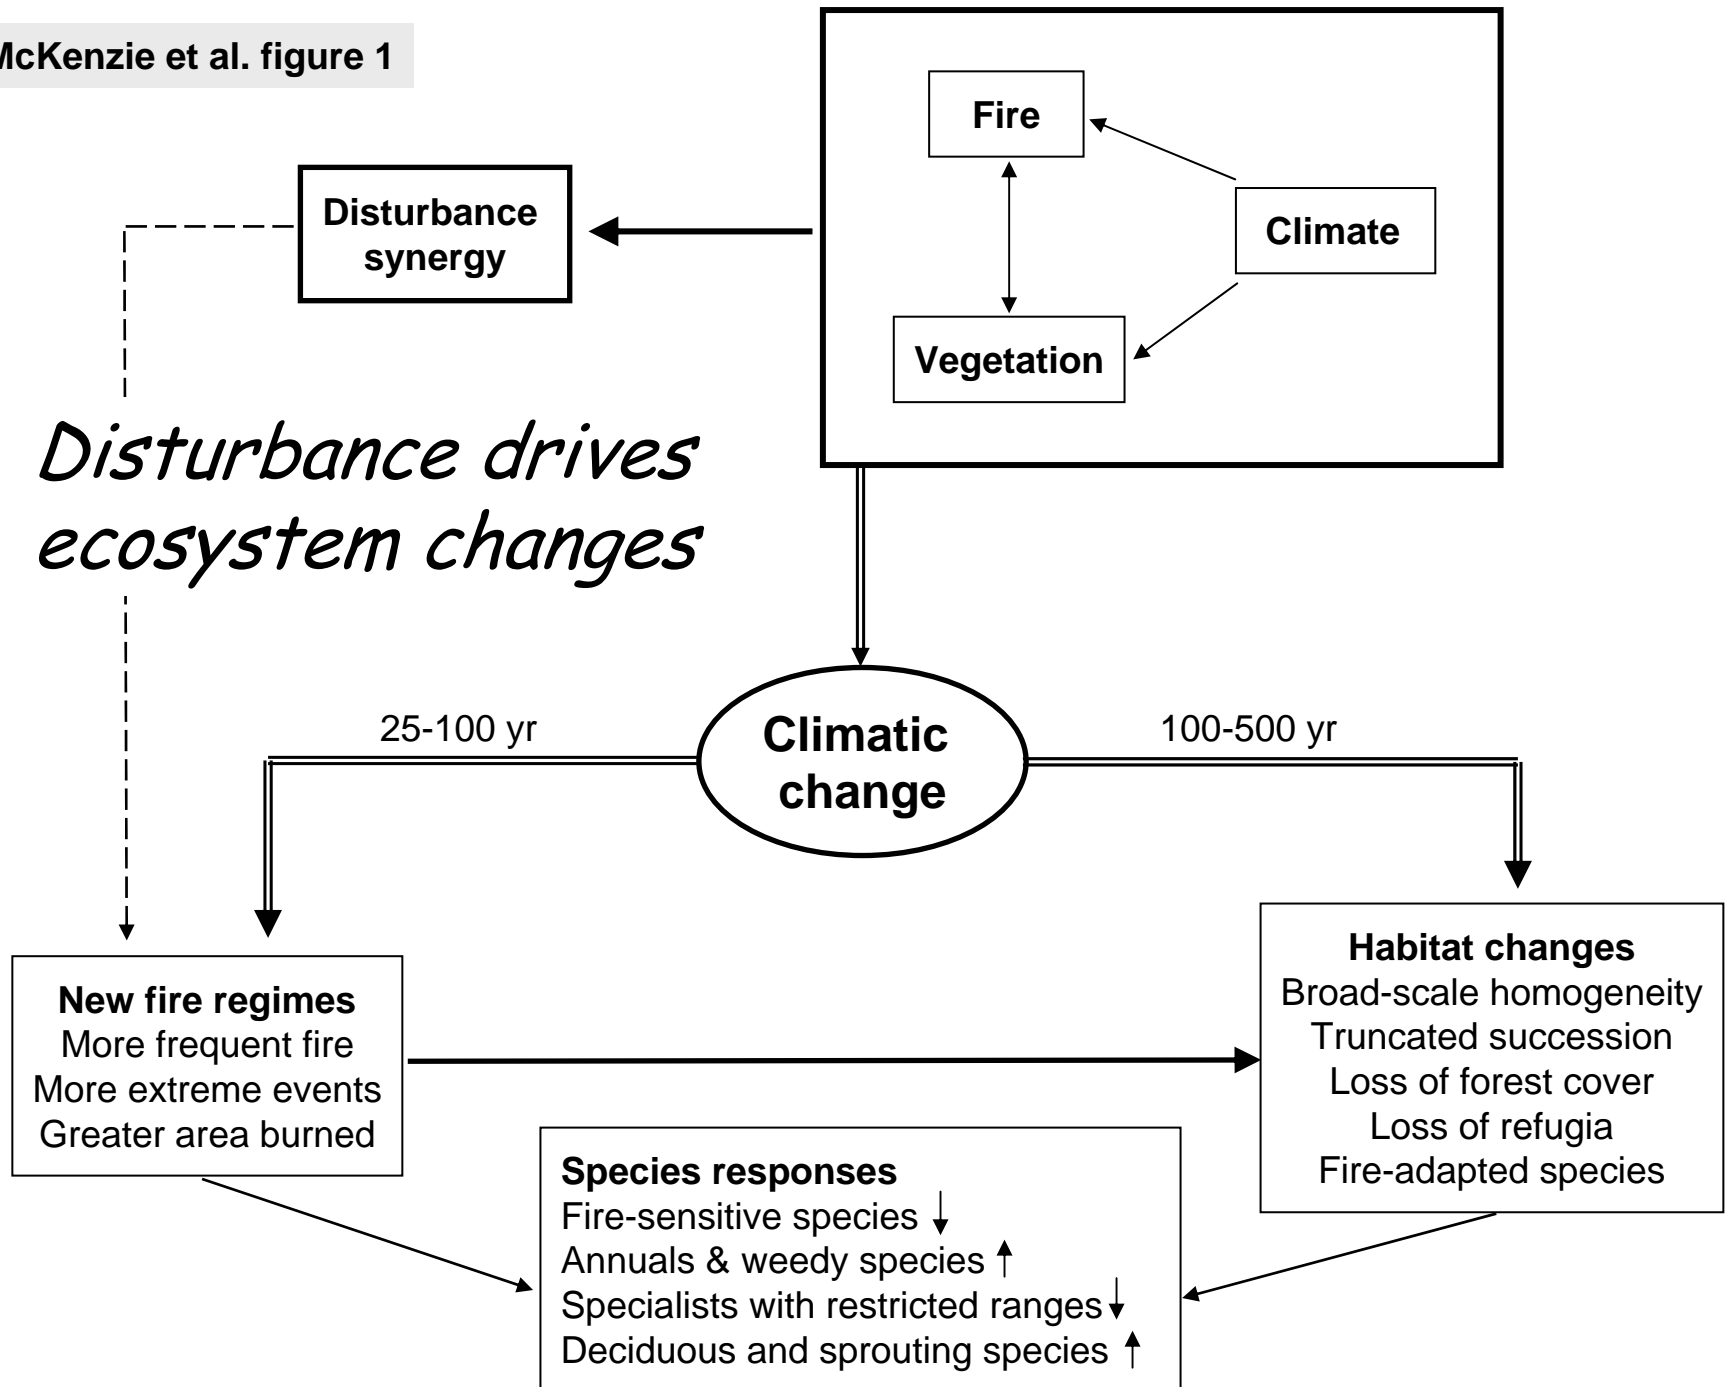 McKenzie et al. figure 1
Fire
Climate
Vegetation
Disturbance
synergy
Disturbance drives
ecosystem changes
25-100 yr
Climatic
change
100-500 yr
New fire regimes
More frequent fire
More extreme events
Greater area burned
Habitat changes
Broad-scale homogeneity
Truncated succession
Loss of forest cover
Loss of refugia
Fire-adapted species
Species responses
Fire-sensitive species ↓
Annuals & weedy species ↑
Specialists with restricted ranges ↓
Deciduous and sprouting species ↑